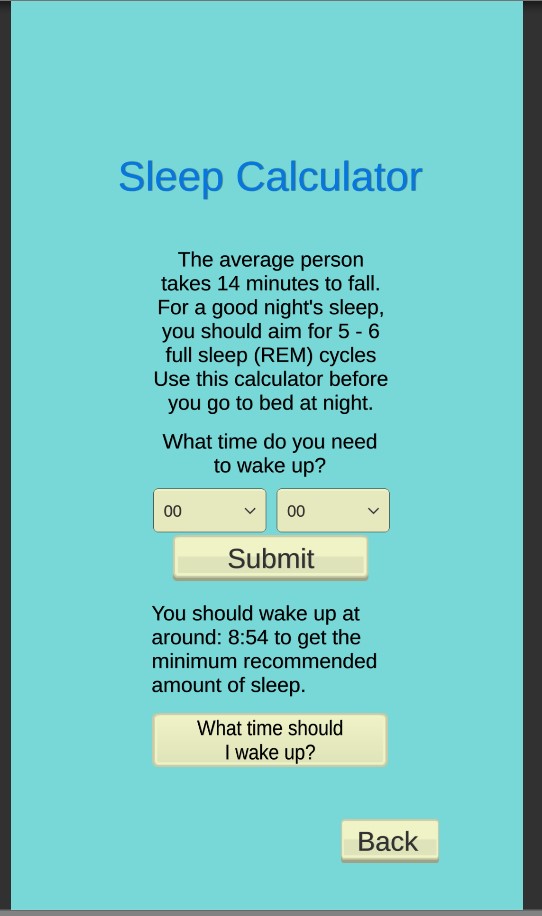 Sleep Calculator
The average person
takes 14 minutes to fall.
For a good night's sleep,
you should aim for 5 - 6
full sleep (REM) cycles
Use this calculator before
you go to bed at night.
What time do you need
to wake up?
00 00
Submit
You should wake up at
around: 8:54 to get the
minimum recommended
amount of sleep.
What time should
I wake up?
Back